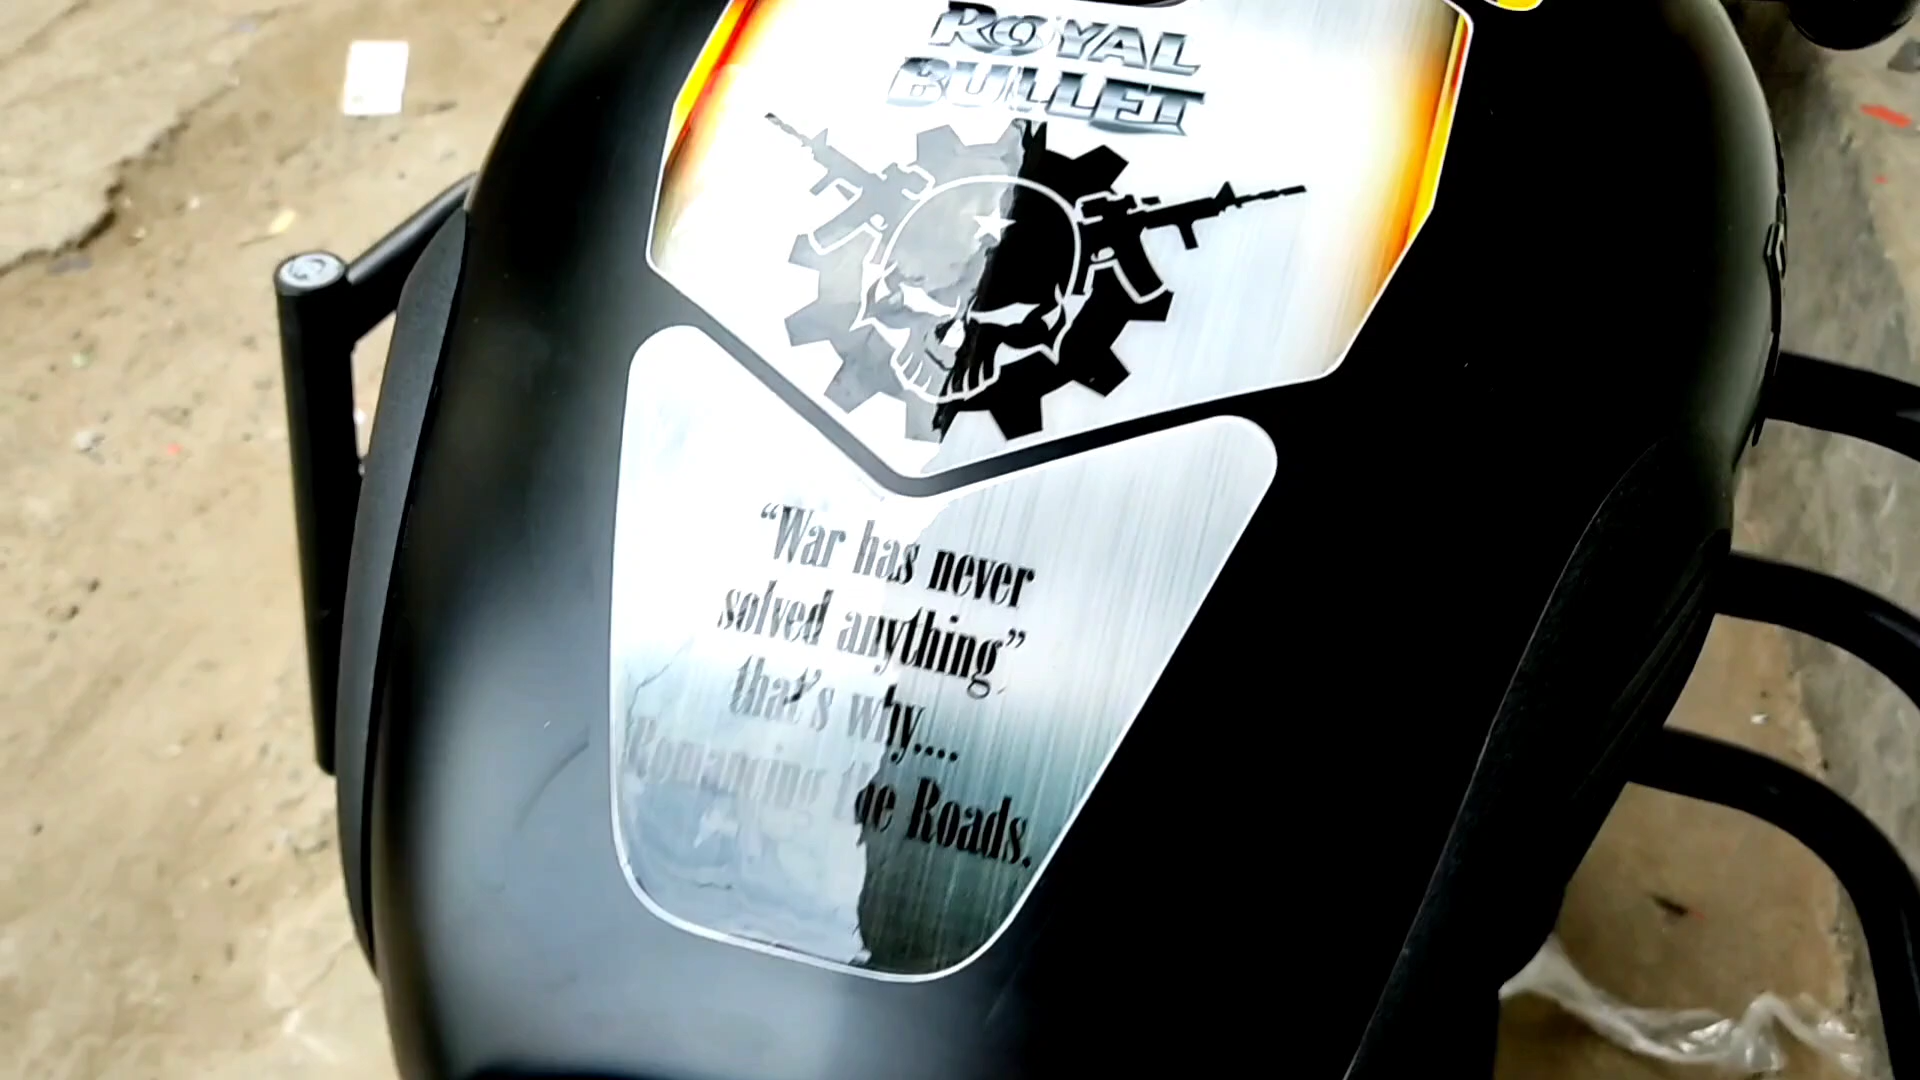 ROYAL
BULLET
“War has never
solved anything”
that's why....
Romancing the Roads.